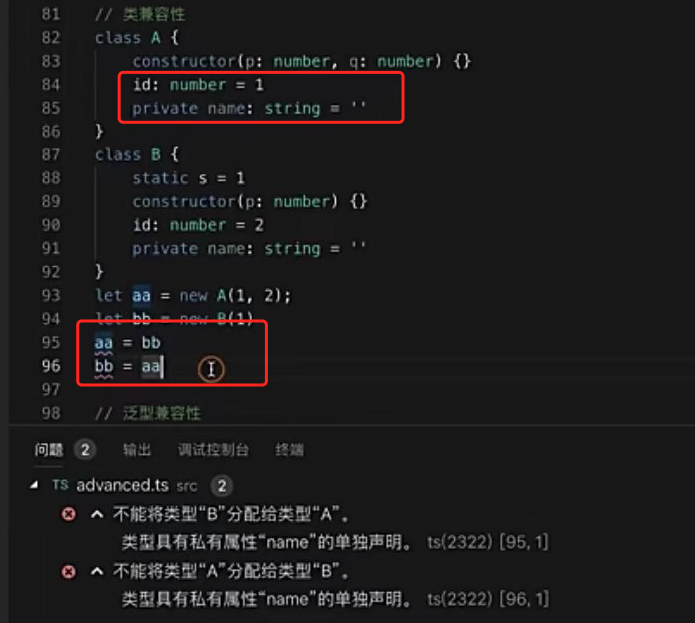 81 // 类兼容性
82 class A {
83 constructor(p: number, q: number) {}
84 id: number = 1
85 private name: string = ''
86 }
87 class B {
88 static s = 1
89 constructor(p: number) {}
90 id: number = 2
91 private name: string = ''
92 }
93 let aa = new A(1, 2);
94 let bb = new B(1)
95 aa = bb
96 bb = aa
97
98 // 泛型兼容性
问题 2 输出 调试控制台 终端
TS advanced.ts src 2
不能将类型“B”分配给类型“A”。
类型具有私有属性“name”的单独声明。 ts(2322) [95, 1]
不能将类型“A”分配给类型“B”。
类型具有私有属性“name”的单独声明。 ts(2322) [96, 1]